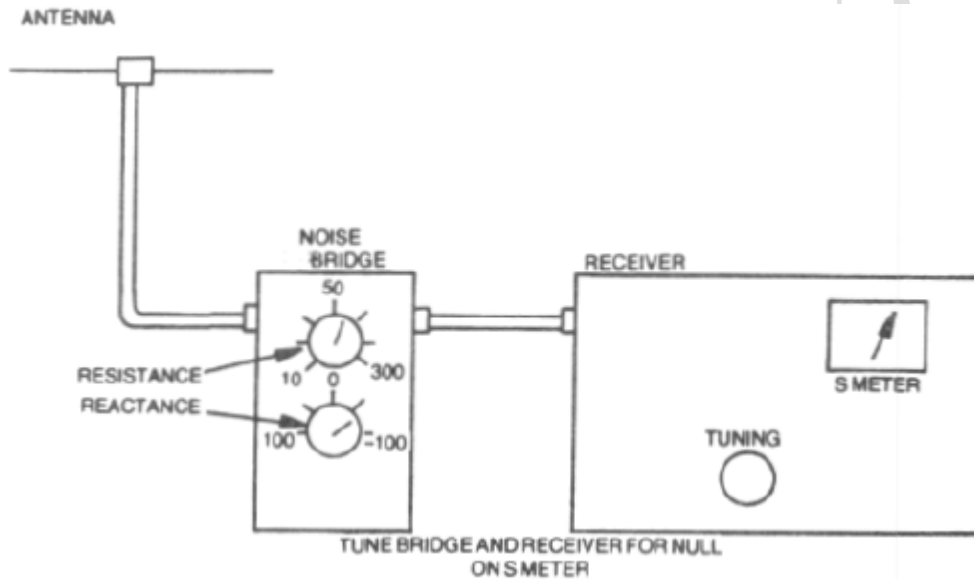 ANTENNA
NOISE
BRIDGE
50
RECEIVER
RESISTANCE
10
0
300
REACTANCE
100
-100
S METER
TUNING
TUNE BRIDGE AND RECEIVER FOR NULL
ON S METER